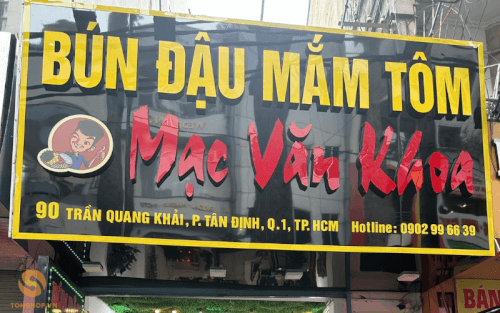 BÚN ĐẬU MẮM TÔM
Mạc Văn Khoa
90 TRẦN QUANG KHẢI, P. TÂN ĐỊNH, Q.1, TP. HCM Hotline: 0902 99 66 39
BÁN